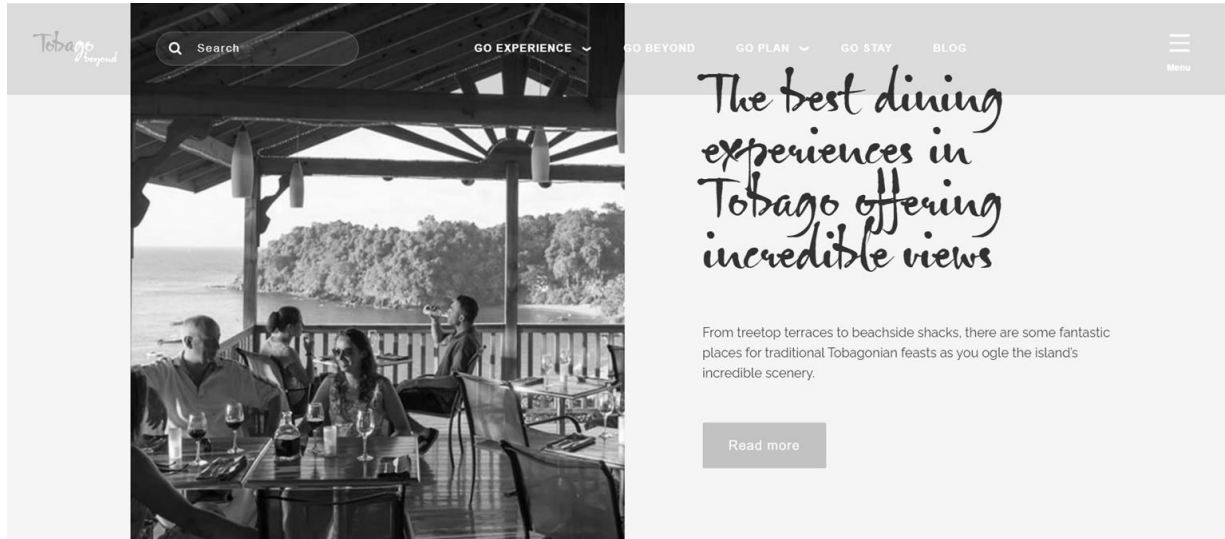 Tobago
beyond
Search
GO EXPERIENCE
GO BEYOND
GO PLAN
GO STAY
BLOG
Menu
The best dining
experiences in
Tobago offering
incredible views
From treetop terraces to beachside shacks, there are some fantastic
places for traditional Tobagonian feasts as you ogle the island's
incredible scenery.
Read more